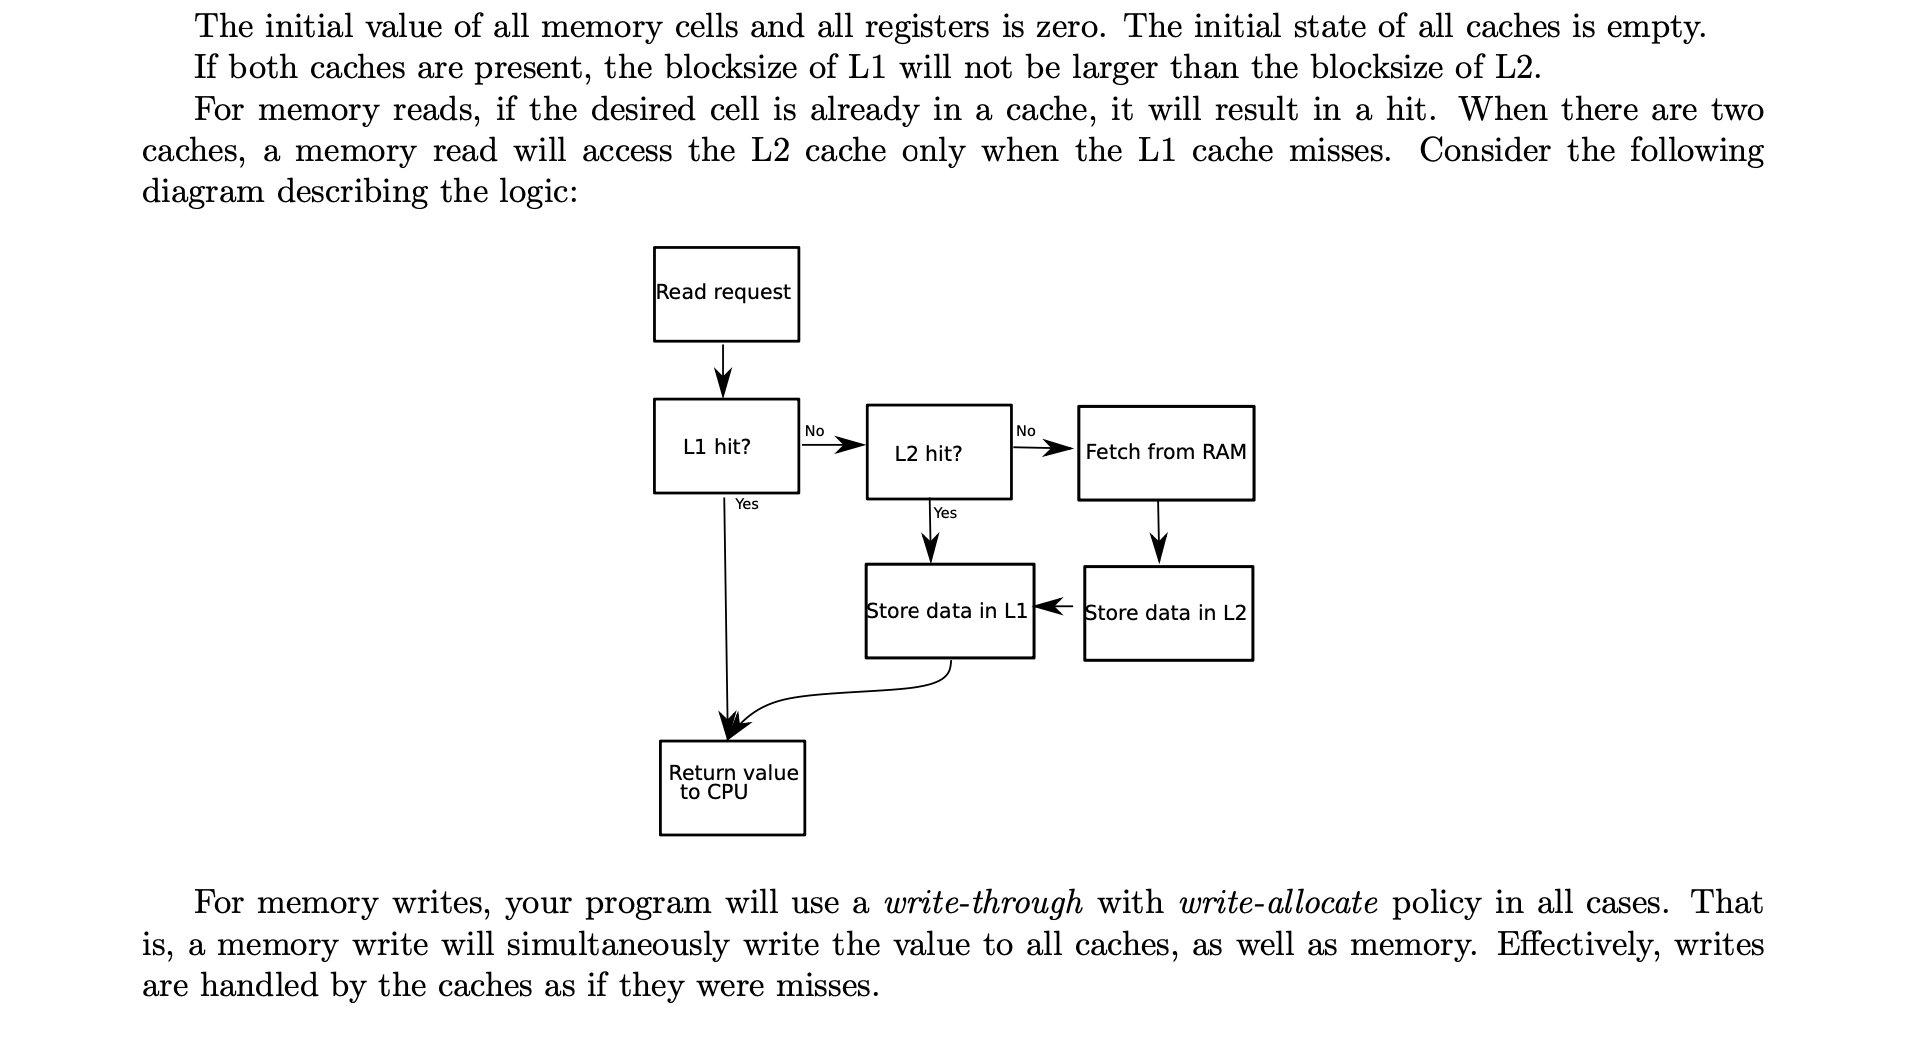 The initial value of all memory cells and all registers is zero. The initial state of all caches is empty.
If both caches are present, the blocksize of L1 will not be larger than the blocksize of L2.
For memory reads, if the desired cell is already in a cache, it will result in a hit. When there are two
caches, a memory read will access the L2 cache only when the L1 cache misses. Consider the following
diagram describing the logic:
Read request
L1 hit?
No
L2 hit?
No
Fetch from RAM
Yes
Yes
Store data in L1
Store data in L2
Return value
to CPU
For memory writes, your program will use a write-through with write-allocate policy in all cases. That
is, a memory write will simultaneously write the value to all caches, as well as memory. Effectively, writes
are handled by the caches as if they were misses.